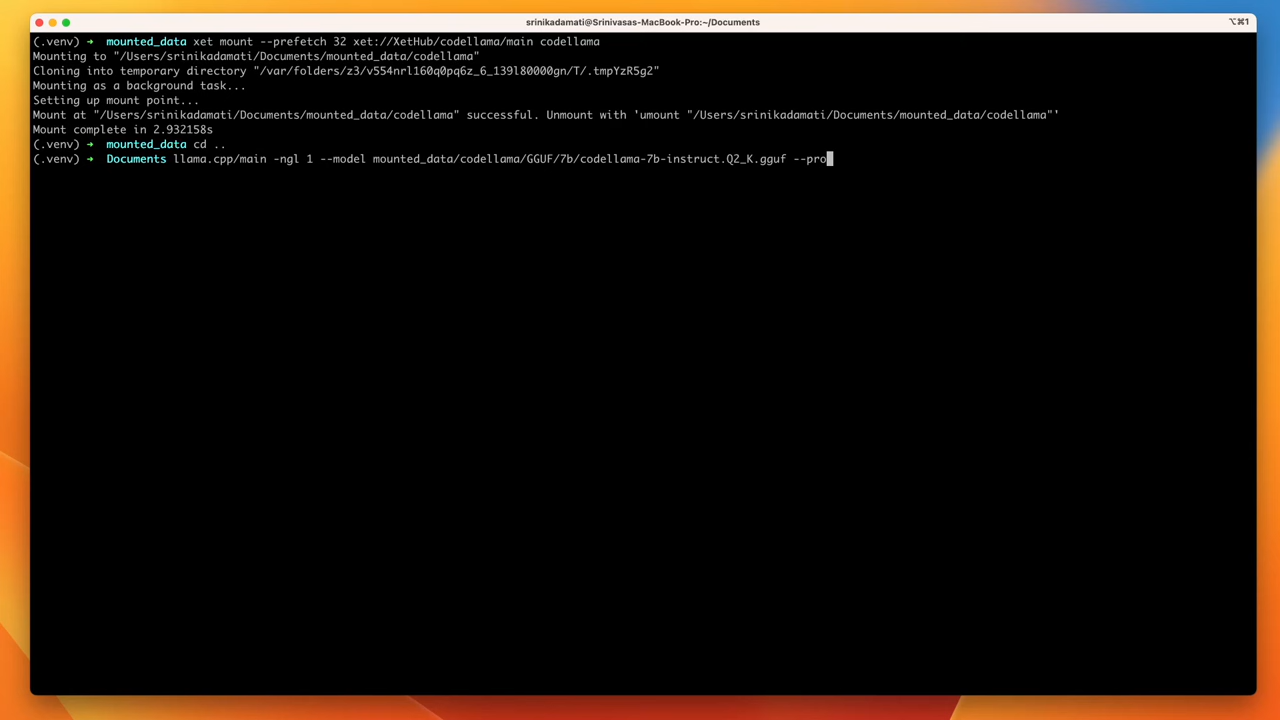 srinikadamati@Srinivasas-MacBook-Pro:~/Documents
⌥⌘1
(.venv) ➜ mounted_data xet mount --prefetch 32 xet://XetHub/codellama/main codellama
Mounting to "/Users/srinikadamati/Documents/mounted_data/codellama"
Cloning into temporary directory "/var/folders/z3/v554nrl160q0pq6z_6_139l80000gn/T/.tmpYzR5g2"
Mounting as a background task...
Setting up mount point...
Mount at "/Users/srinikadamati/Documents/mounted_data/codellama" successful. Unmount with 'umount "/Users/srinikadamati/Documents/mounted_data/codellama"'
Mount complete in 2.932158s
(.venv) ➜ mounted_data cd ..
(.venv) ➜ Documents llama.cpp/main -ngl 1 --model mounted_data/codellama/GGUF/7b/codellama-7b-instruct.Q2_K.gguf --pro